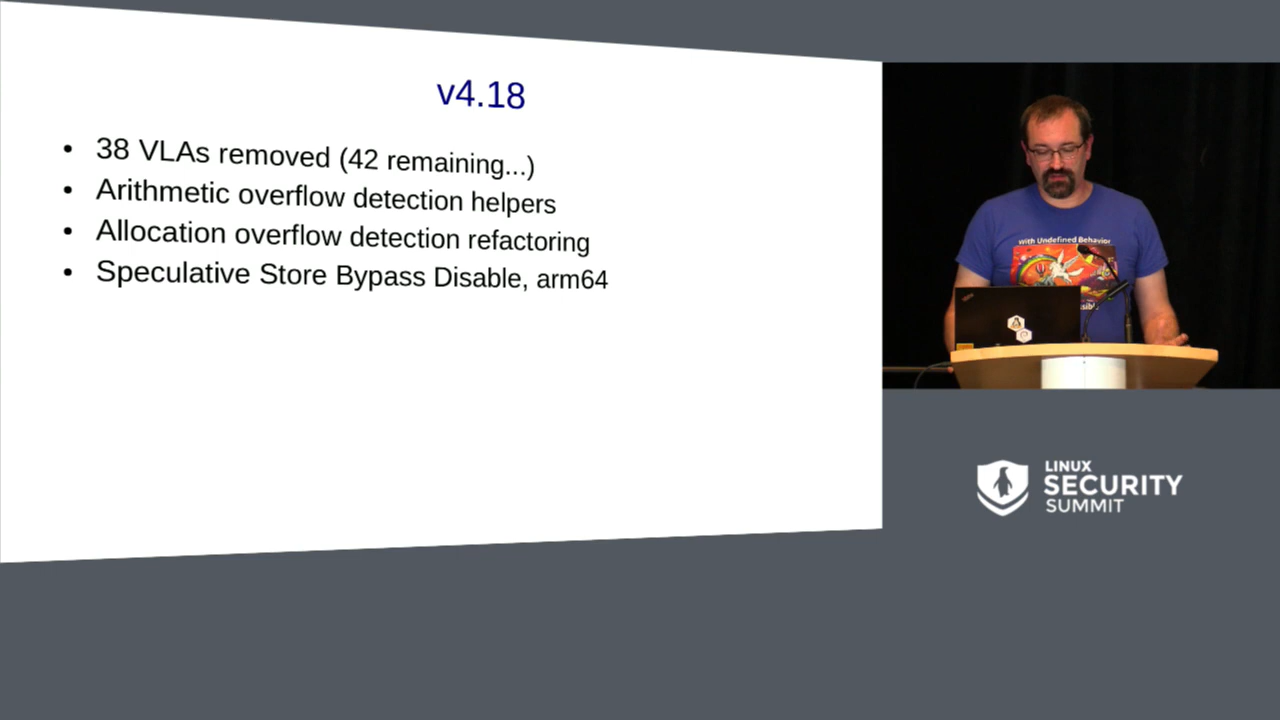 v4.18
• 38 VLAs removed (42 remaining...)
• Arithmetic overflow detection helpers
• Allocation overflow detection refactoring
• Speculative Store Bypass Disable, arm64
with Undefined Behavior
LINUX
SECURITY
SUMMIT